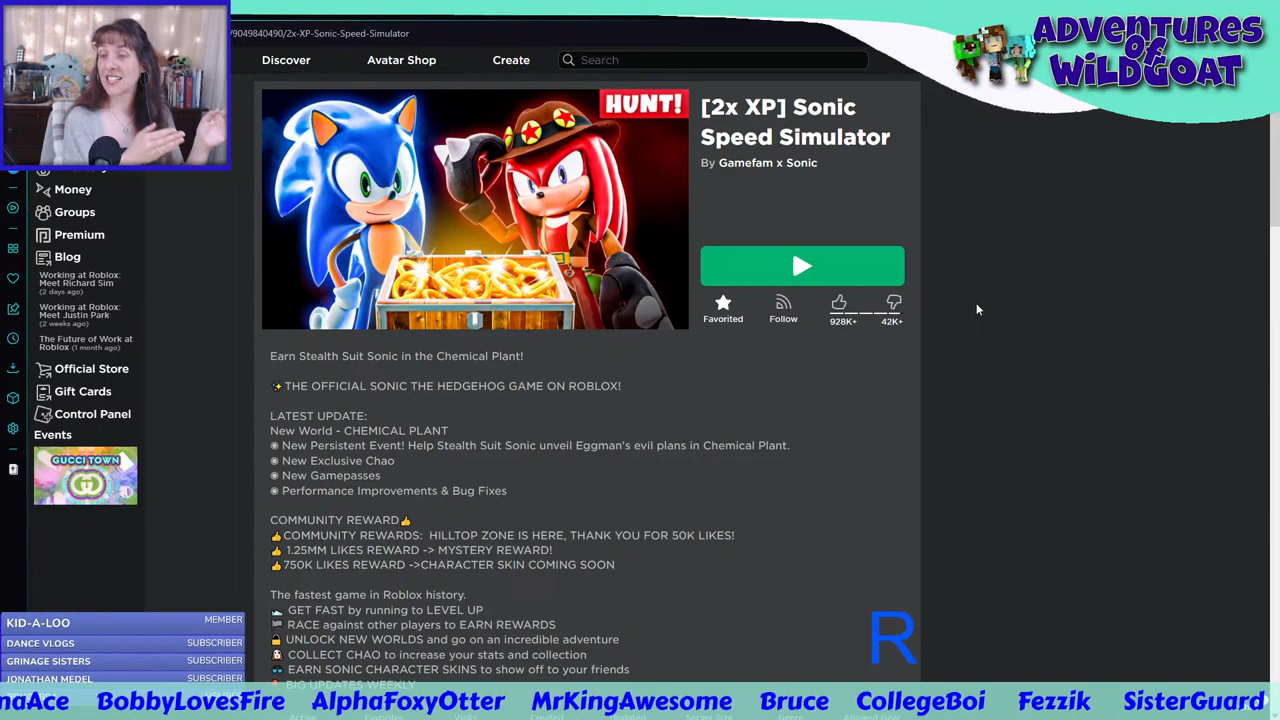 9049840490/2x-XP-Sonic-Speed-Simulator
Adventures
of
WildGoat
Discover
Avatar Shop
Create
Search
HUNT!
[2x XP] Sonic
Speed Simulator
By Gamefam x Sonic
Favorited
Follow
928K+
42K+
Money
Groups
Premium
Blog
Working at Roblox:
Meet Richard Sim
(2 days ago)
Working at Roblox:
Meet Justin Park
(2 weeks ago)
The Future of Work at
Roblox (1 month ago)
Official Store
Gift Cards
Control Panel
Events
GUCCI TOWN
Earn Stealth Suit Sonic in the Chemical Plant!
✨THE OFFICIAL SONIC THE HEDGEHOG GAME ON ROBLOX!
LATEST UPDATE:
New World - CHEMICAL PLANT
◉ New Persistent Event! Help Stealth Suit Sonic unveil Eggman's evil plans in Chemical Plant.
◉ New Exclusive Chao
◉ New Gamepasses
◉ Performance Improvements & Bug Fixes
COMMUNITY REWARD👍
👍COMMUNITY REWARDS: HILLTOP ZONE IS HERE, THANK YOU FOR 50K LIKES!
👍 1.25MM LIKES REWARD -> MYSTERY REWARD!
👍750K LIKES REWARD ->CHARACTER SKIN COMING SOON
The fastest game in Roblox history.
👟 GET FAST by running to LEVEL UP
🏁 RACE against other players to EARN REWARDS
🔓 UNLOCK NEW WORLDS and go on an incredible adventure
COLLECT CHAO to increase your stats and collection
EARN SONIC CHARACTER SKINS to show off to your friends
BIG UPDATES WEEKLY
R
KID-A-LOO MEMBER
DANCE VLOGS SUBSCRIBER
GRINAGE SISTERS SUBSCRIBER
JONATHAN MEDEL SUBSCRIBER
naAce BobbyLovesFire AlphaFoxyOtter MrKingAwesome Bruce CollegeBoi Fezzik SisterGuard